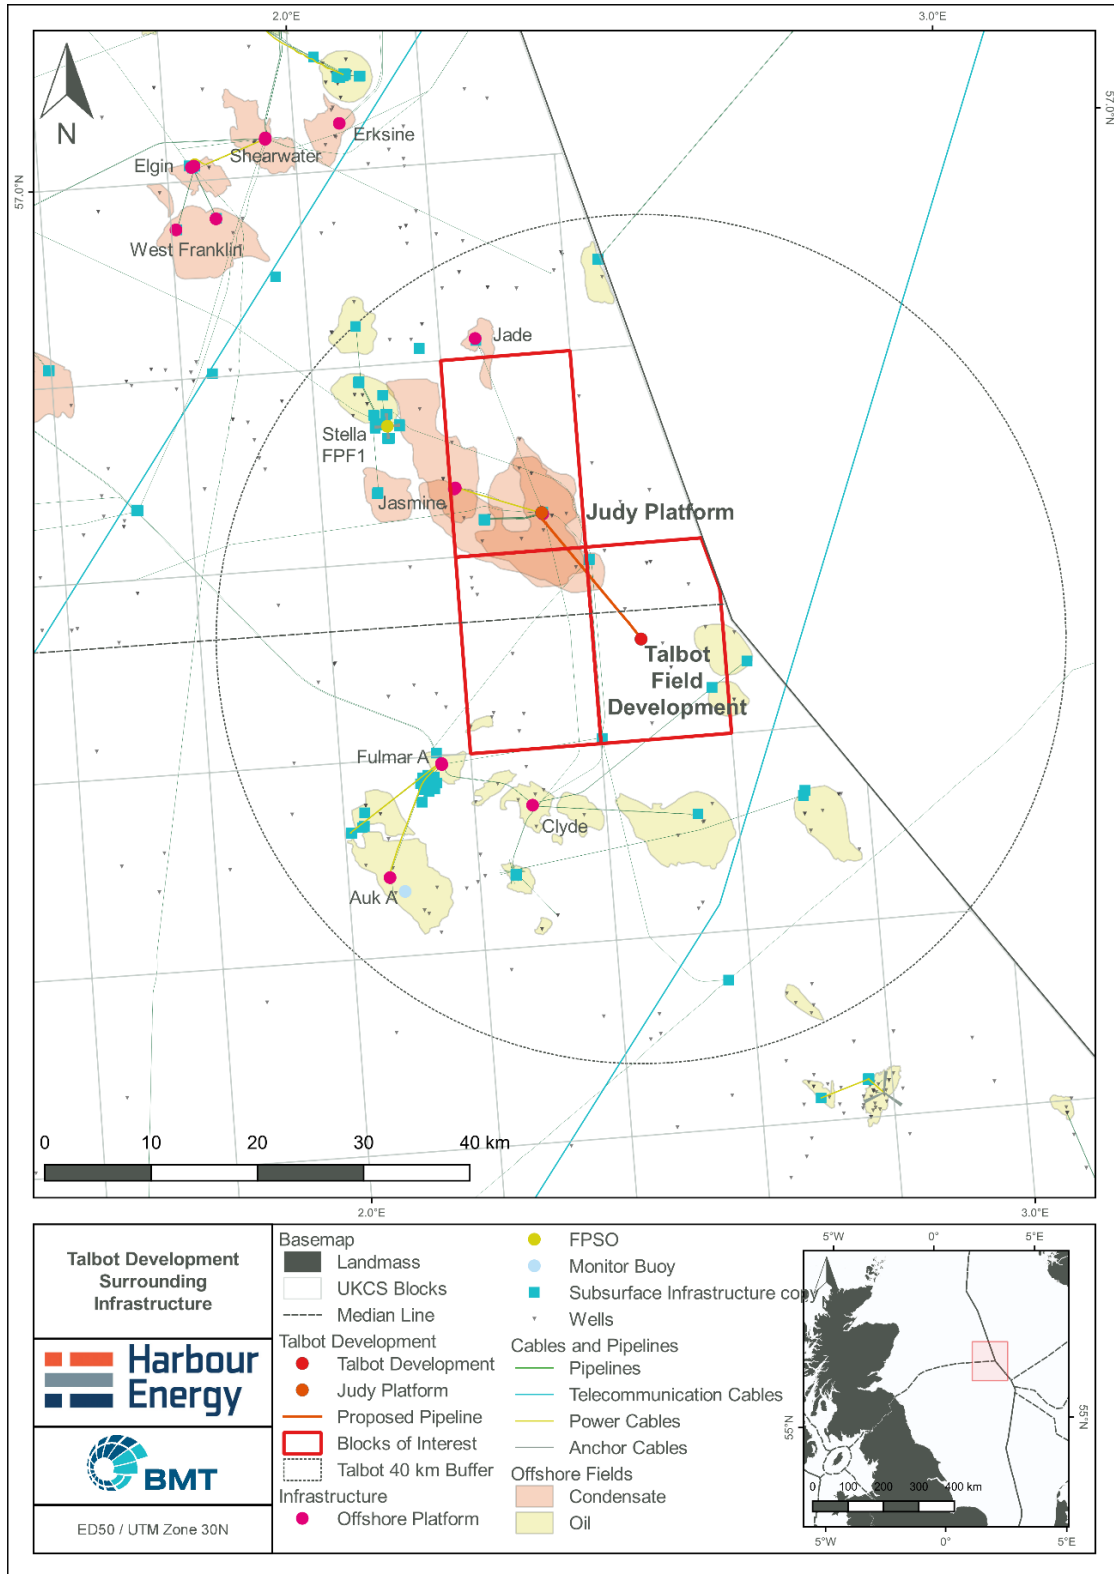 2.0°E
3.0°E
57.0°N
57.0°N
N
Erksine
Shearwater
Elgin
West Franklin
Jade
Stella
FPF1
Jasmine
Judy Platform
Talbot
Field
Development
Fulmar A
Clyde
Auk A
0 10 20 30 40 km
2.0°E
3.0°E
Talbot Development
Surrounding
Infrastructure
Harbour
Energy
BMT
ED50 / UTM Zone 30N
Basemap
Landmass
UKCS Blocks
Median Line
Talbot Development
Talbot Development
Judy Platform
Proposed Pipeline
Blocks of Interest
Talbot 40 km Buffer
Infrastructure
Offshore Platform
FPSO
Monitor Buoy
Subsurface Infrastructure copy
Wells
Cables and Pipelines
Pipelines
Telecommunication Cables
Power Cables
Anchor Cables
Offshore Fields
Condensate
Oil
5°W 0° 5°E
N
55°N
55°N
0 100 200 300 400 km
5°W 0° 5°E